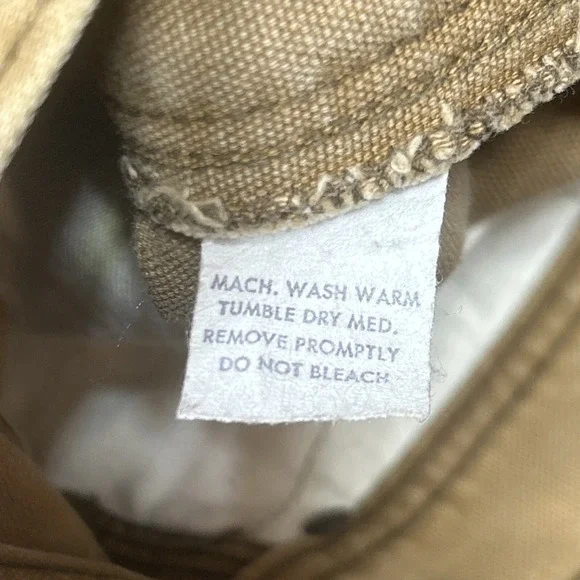 MACH. WASH WARM
TUMBLE DRY MED.
REMOVE PROMPTLY
DO NOT BLEACH